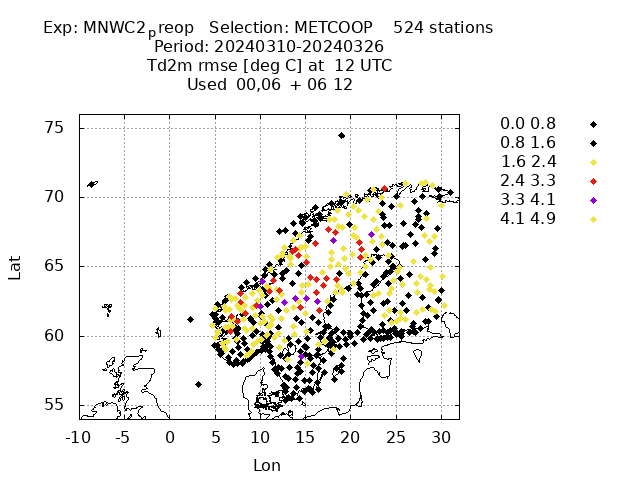 Exp: MNWC2preop Selection: METCOOP 524 stations
Period: 20240310-20240326
Td2m rmse [deg C] at 12 UTC
Used 00,06 + 06 12
0.0 0.8
0.8 1.6
1.6 2.4
2.4 3.3
3.3 4.1
4.1 4.9
75
70
65
60
55
Lat
-10 -5 0 5 10 15 20 25 30
Lon